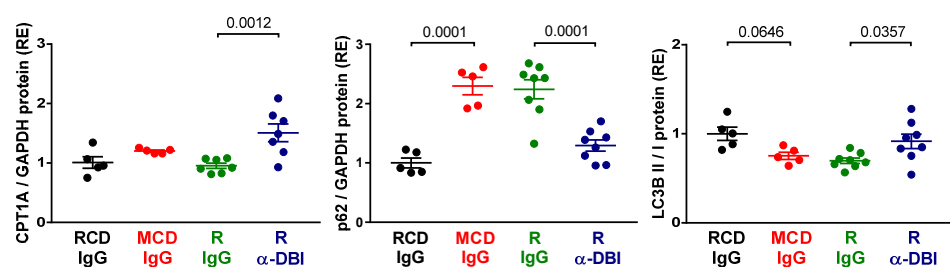 0.0012
CPT1A / GAPDH protein (RE)
3
2
1
0
RCD MCD R R
IgG IgG IgG α-DBI
0.0001 0.0001
p62 / GAPDH protein (RE)
3
2
1
0
RCD MCD R R
IgG IgG IgG α-DBI
0.0646 0.0357
LC3B II / I protein (RE)
2
1
0
RCD MCD R R
IgG IgG IgG α-DBI